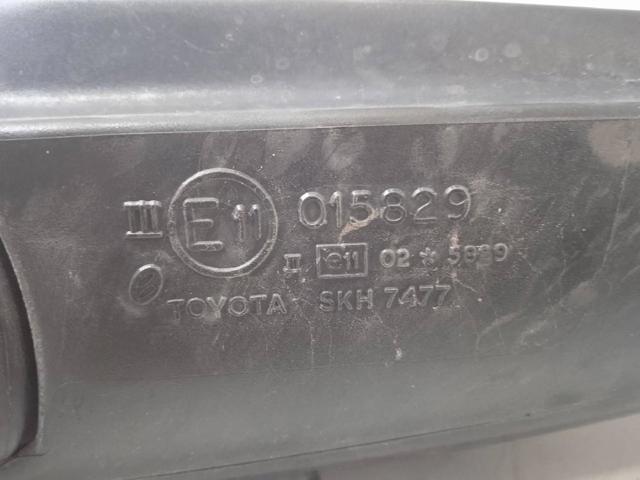 III E11 015829
II e11 02*5829
TOYOTA SKH 7477